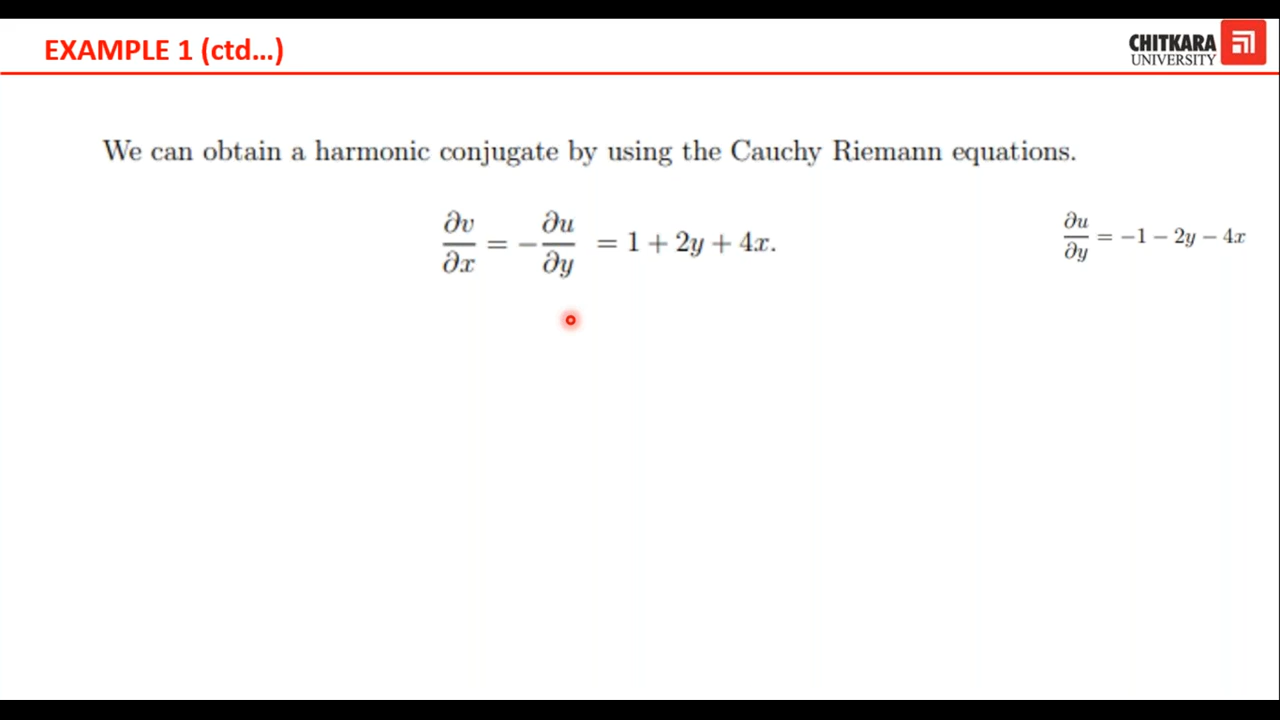 EXAMPLE 1 (ctd...)
CHITKARA
UNIVERSITY
We can obtain a harmonic conjugate by using the Cauchy Riemann equations.
∂v/∂x = −∂u/∂y = 1 + 2y + 4x.
∂u/∂y = −1 − 2y − 4x